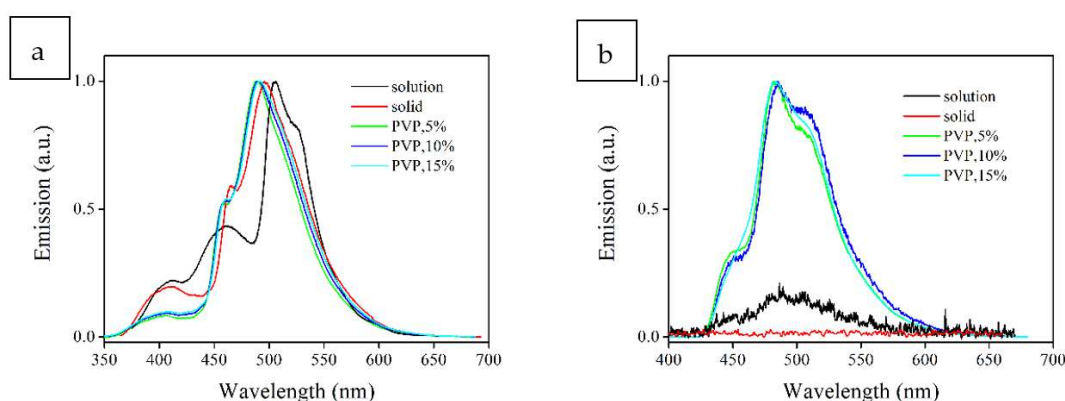 a
solution
solid
PVP,5%
PVP,10%
PVP,15%
1.0
0.5
0.0
Emission (a.u.)
350 400 450 500 550 600 650 700
Wavelength (nm)
b
solution
solid
PVP,5%
PVP,10%
PVP,15%
1.0
0.5
0.0
Emission (a.u.)
400 450 500 550 600 650 700
Wavelength (nm)